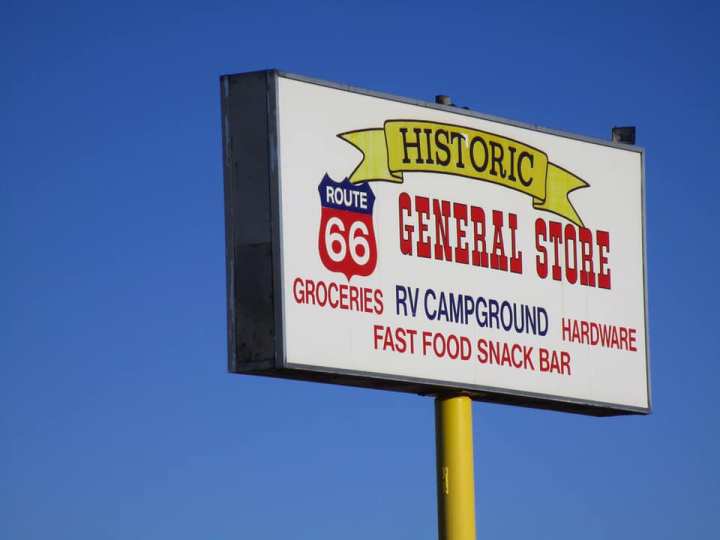 HISTORIC
ROUTE
66
GENERAL STORE
GROCERIES
RV CAMPGROUND
HARDWARE
FAST FOOD SNACK BAR